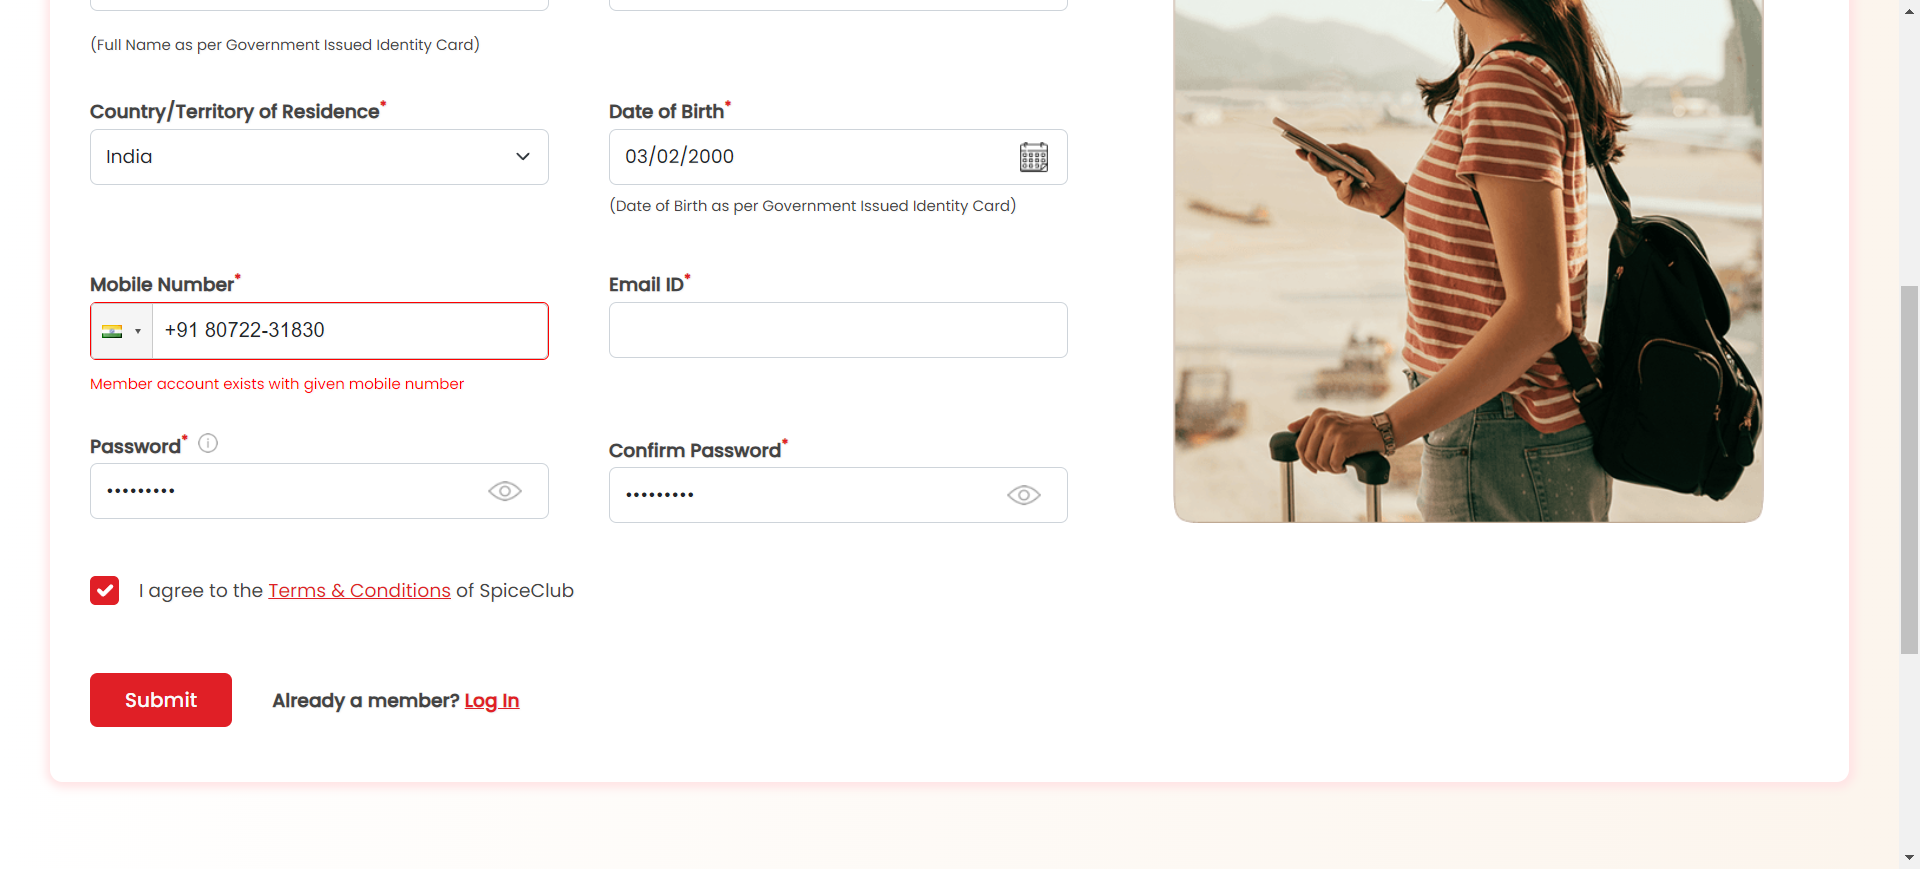 (Full Name as per Government Issued Identity Card)
Country/Territory of Residence*
Date of Birth*
India
03/02/2000
(Date of Birth as per Government Issued Identity Card)
Mobile Number*
Email ID*
+91 80722-31830
Member account exists with given mobile number
Password*
Confirm Password*
•••••••••
•••••••••
I agree to the Terms & Conditions of SpiceClub
Submit
Already a member? Log In